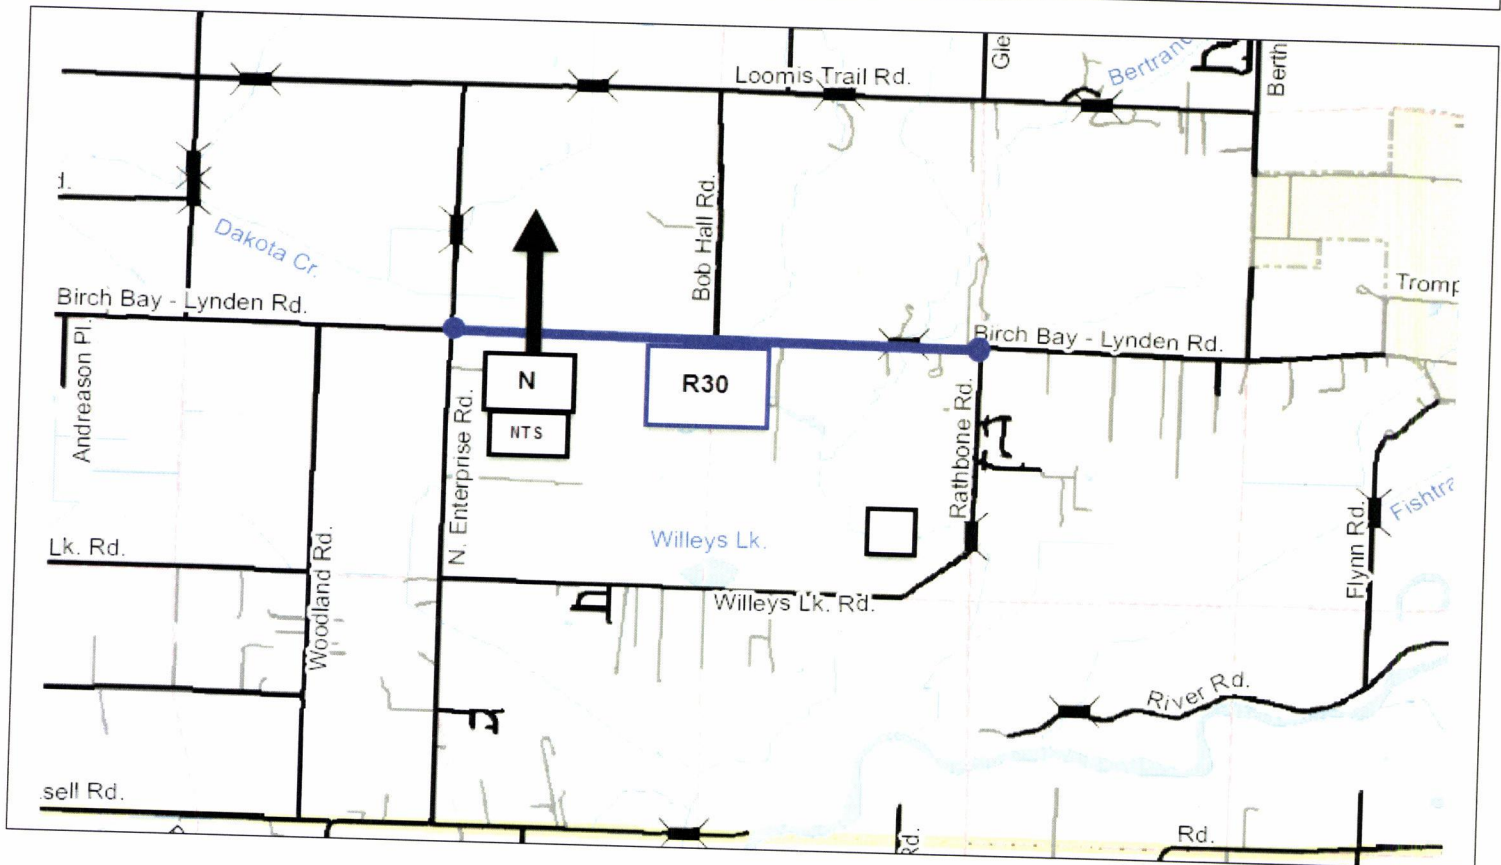 Gle
Berth
Bertrand
Loomis Trail Rd.
d.
Bob Hall Rd.
Dakota Cr.
Birch Bay - Lynden Rd.
Tromp
Birch Bay - Lynden Rd.
Andreason Pl.
N
R30
NTS
N. Enterprise Rd.
Rathbone Rd.
Fishtra
Flynn Rd.
Lk. Rd.
Woodland Rd.
Willeys Lk.
Willeys Lk. Rd.
River Rd.
sell Rd.
Rd.
Rd.